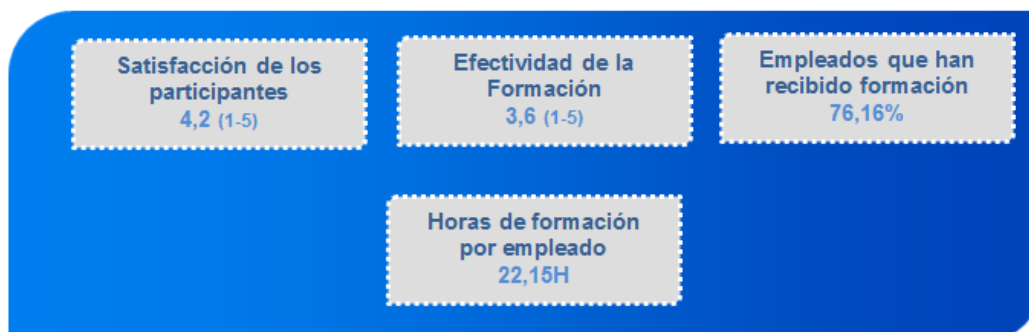 Satisfacción de los
participantes
4,2 (1-5)
Efectividad de la
Formación
3,6 (1-5)
Empleados que han
recibido formación
76,16%
Horas de formación
por empleado
22,15H